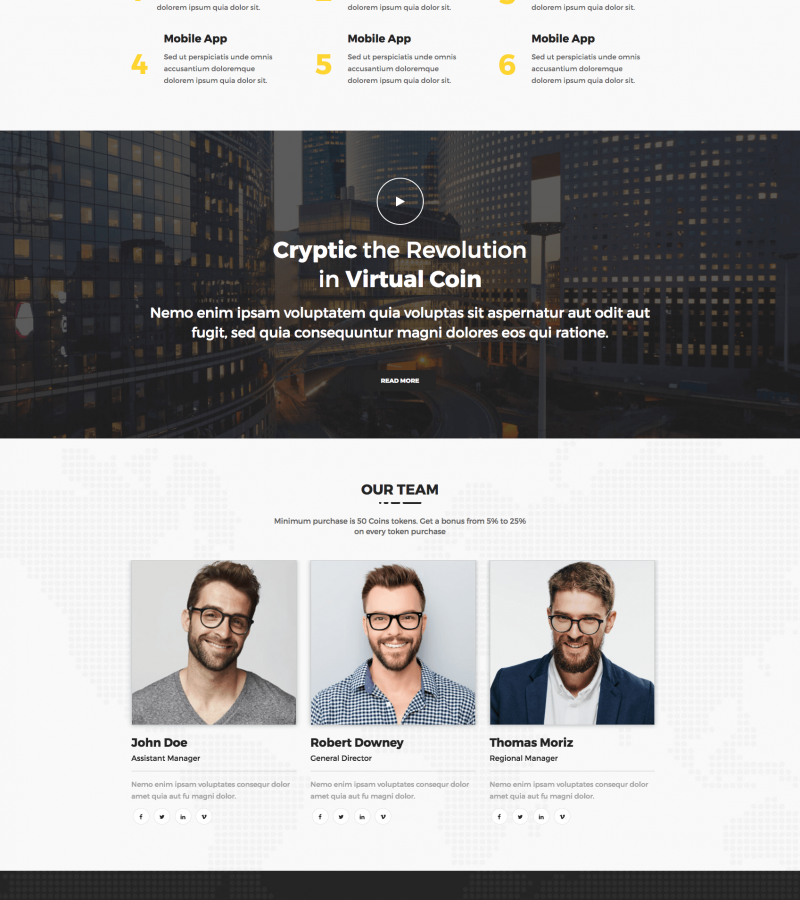 dolorem ipsum quia dolor sit.
dolorem ipsum quia dolor sit.
dolorem ipsum quia dolor sit.
4
Mobile App
Sed ut perspiciatis unde omnis
accusantium doloremque
dolorem ipsum quia dolor sit.
5
Mobile App
Sed ut perspiciatis unde omnis
accusantium doloremque
dolorem ipsum quia dolor sit.
6
Mobile App
Sed ut perspiciatis unde omnis
accusantium doloremque
dolorem ipsum quia dolor sit.
Cryptic the Revolution
in Virtual Coin
Nemo enim ipsam voluptatem quia voluptas sit aspernatur aut odit aut
fugit, sed quia consequuntur magni dolores eos qui ratione.
READ MORE
OUR TEAM
Minimum purchase is 50 Coins tokens. Get a bonus from 5% to 25%
on every token purchase
John Doe
Assistant Manager
Nemo enim ipsam voluptates consequr dolor
amet quia aut fu magni dolor.
Robert Downey
General Director
Nemo enim ipsam voluptates consequr dolor
amet quia aut fu magni dolor.
Thomas Moriz
Regional Manager
Nemo enim ipsam voluptates consequr dolor
amet quia aut fu magni dolor.